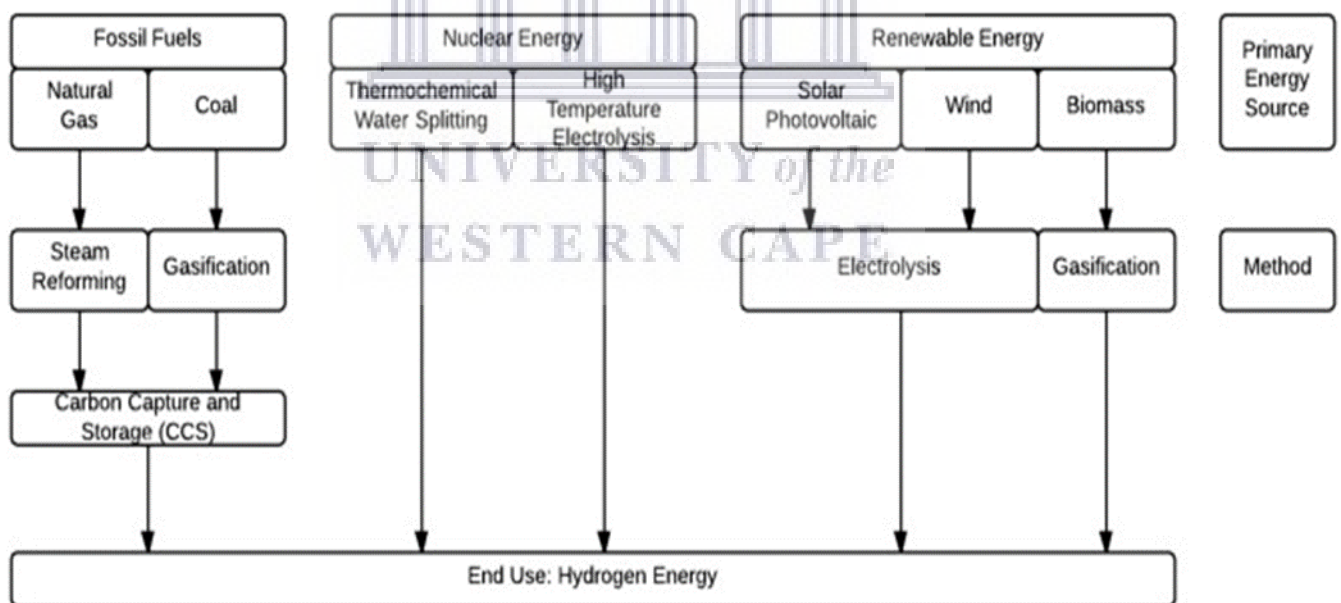 Fossil Fuels
Nuclear Energy
Renewable Energy
Primary
Energy
Source
Natural
Gas
Coal
Thermochemical
Water Splitting
High
Temperature
Electrolysis
Solar
Photovoltaic
Wind
Biomass
UNIVERSITY of the
WESTERN CAPE
Steam
Reforming
Gasification
Electrolysis
Gasification
Method
Carbon Capture and
Storage (CCS)
End Use: Hydrogen Energy